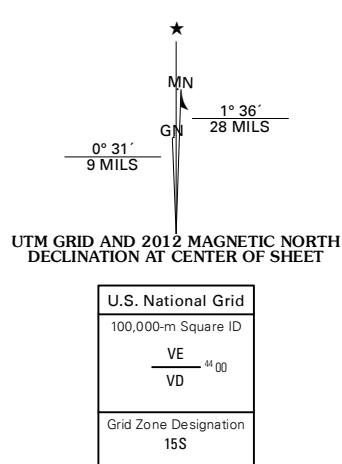 ★
MN
1° 36´
GN
28 MILS
0° 31´
9 MILS
UTM GRID AND 2012 MAGNETIC NORTH
DECLINATION AT CENTER OF SHEET
U.S. National Grid
100,000-m Square ID
VE
44 00
VD
Grid Zone Designation
15S